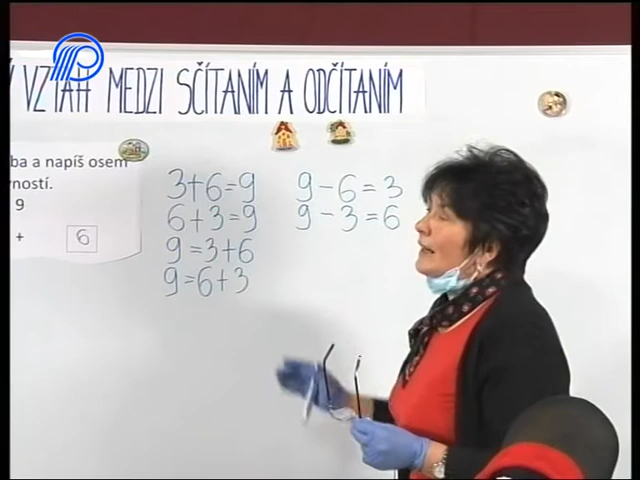 VZŤAH MEDZI SČÍTANÍM A ODČÍTANÍM
ba a napíš osem
ností.
9
+ 6
3+6=9
6+3=9
9=3+6
9=6+3
9-6=3
9-3=6